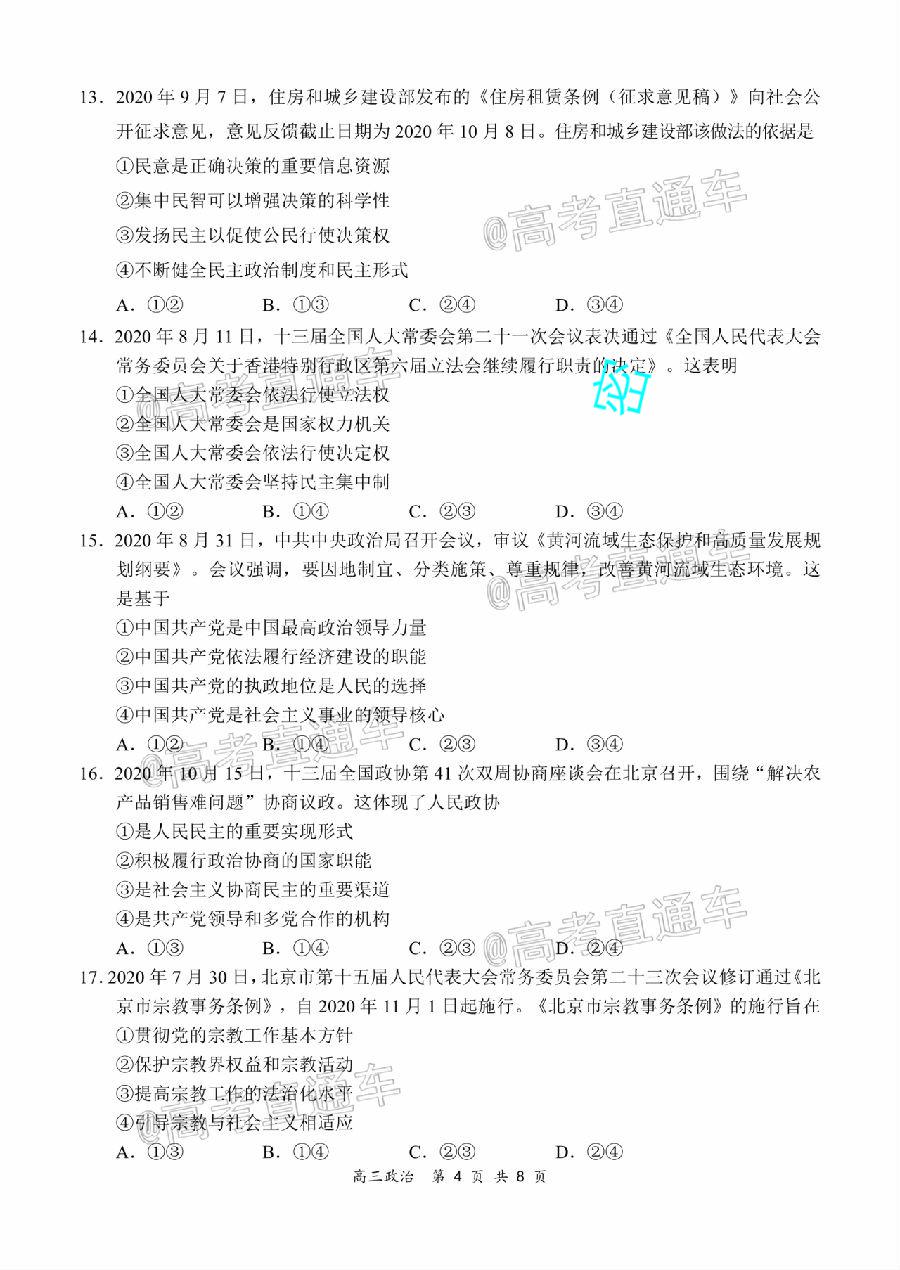 13．2020 年 9 月 7 日，住房和城乡建设部发布的《住房租赁条例（征求意见稿）》向社会公
开征求意见，意见反馈截止日期为 2020 年 10 月 8 日。住房和城乡建设部该做法的依据是
①民意是正确决策的重要信息资源
②集中民智可以增强决策的科学性
@高考直通车
③发扬民主以促使公民行使决策权
④不断健全民主政治制度和民主形式
A．①② B．①③ C．②④ D．③④
14．2020 年 8 月 11 日，十三届全国人大常委会第二十一次会议表决通过《全国人民代表大会
常务委员会关于香港特别行政区第六届立法会继续履行职责的决定》。这表明
密
@高考直通车
①全国人大常委会依法行使立法权
②全国人大常委会是国家权力机关
③全国人大常委会依法行使决定权
④全国人大常委会坚持民主集中制
A．①② B．①④ C．②③ D．③④
15．2020 年 8 月 31 日，中共中央政治局召开会议，审议《黄河流域生态保护和高质量发展规
划纲要》。会议强调，要因地制宜、分类施策、尊重规律，改善黄河流域生态环境。这
是基于
@高考直通车
①中国共产党是中国最高政治领导力量
②中国共产党依法履行经济建设的职能
③中国共产党的执政地位是人民的选择
④中国共产党是社会主义事业的领导核心
A．①② B．①④ C．②③ D．③④
@高考直通车
16．2020 年 10 月 15 日，十三届全国政协第 41 次双周协商座谈会在北京召开，围绕“解决农
产品销售难问题”协商议政。这体现了人民政协
①是人民民主的重要实现形式
②积极履行政治协商的国家职能
③是社会主义协商民主的重要渠道
④是共产党领导和多党合作的机构
@高考直通车
A．①③ B．①④ C．②③ D．②④
17．2020 年 7 月 30 日，北京市第十五届人民代表大会常务委员会第二十三次会议修订通过《北
京市宗教事务条例》，自 2020 年 11 月 1 日起施行。《北京市宗教事务条例》的施行旨在
①贯彻党的宗教工作基本方针
②保护宗教界权益和宗教活动
③提高宗教工作的法治化水平
@高考直通车
④引导宗教与社会主义相适应
A．①③ B．①④ C．②③ D．②④
高三政治 第 4 页 共 8 页